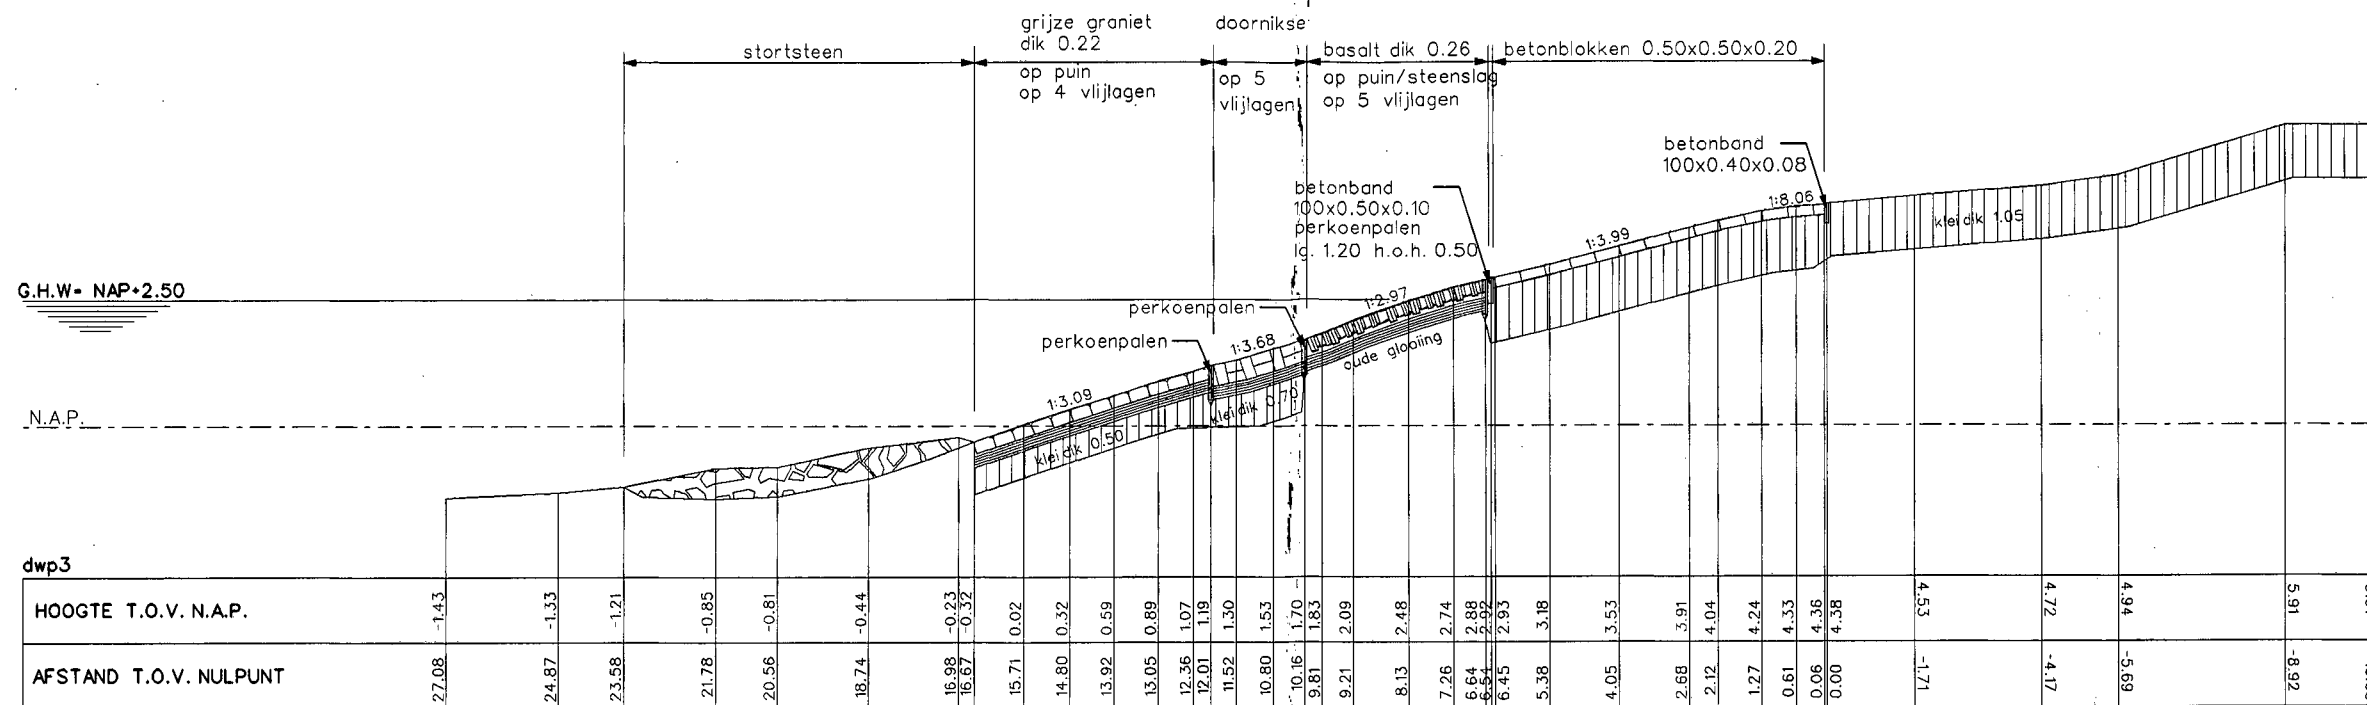 grijze graniet
dik 0.22
op puin
op 4 vlijlagen
doornikse
op 5
vlijlagen
stortsteen
basalt dik 0.26
op puin/steenslag
op 5 vlijlagen
betonblokken 0.50x0.50x0.20
betonband
100x0.40x0.08
betonband
100x0.50x0.10
perkoenpalen
lg. 1.20 h.o.h. 0.50
1:8.06
klei dik 1.05
1:3.99
G.H.W= NAP+2.50
1:2.97
perkoenpalen
perkoenpalen
1:3.68
oude glooiing
1:3.09
klei dik 0.70
N.A.P.
klei dik 0.50
dwp3
HOOGTE T.O.V. N.A.P. -1.43 -1.33 -1.21 -0.85 -0.81 -0.44 -0.23 -0.32 0.02 0.32 0.59 0.89 1.07 1.19 1.30 1.53 1.70 1.83 2.09 2.48 2.74 2.88 2.92 2.93 3.18 3.53 3.91 4.04 4.24 4.33 4.36 4.38 4.53 4.72 4.94 5.91
AFSTAND T.O.V. NULPUNT 27.08 24.87 23.58 21.78 20.56 18.74 16.98 16.67 15.71 14.80 13.92 13.05 12.36 12.01 11.52 10.80 10.16 9.81 9.21 8.13 7.26 6.64 6.54 6.45 5.38 4.05 2.68 2.12 1.27 0.61 0.06 0.00 -1.71 -4.17 -5.69 -8.92